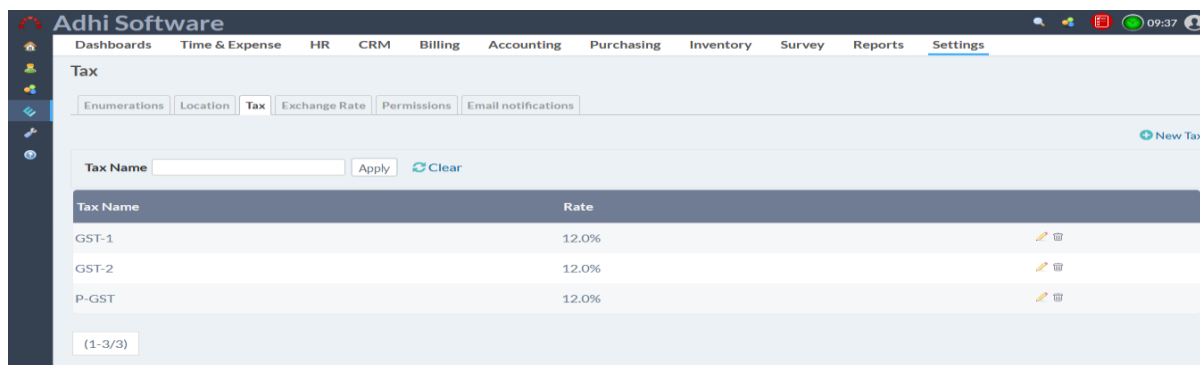 Adhi Software
09:37
Dashboards Time & Expense HR CRM Billing Accounting Purchasing Inventory Survey Reports Settings
Tax
Enumerations Location Tax Exchange Rate Permissions Email notifications
New Tax
Tax Name Apply Clear
Tax Name Rate
GST-1 12.0%
GST-2 12.0%
P-GST 12.0%
(1-3/3)